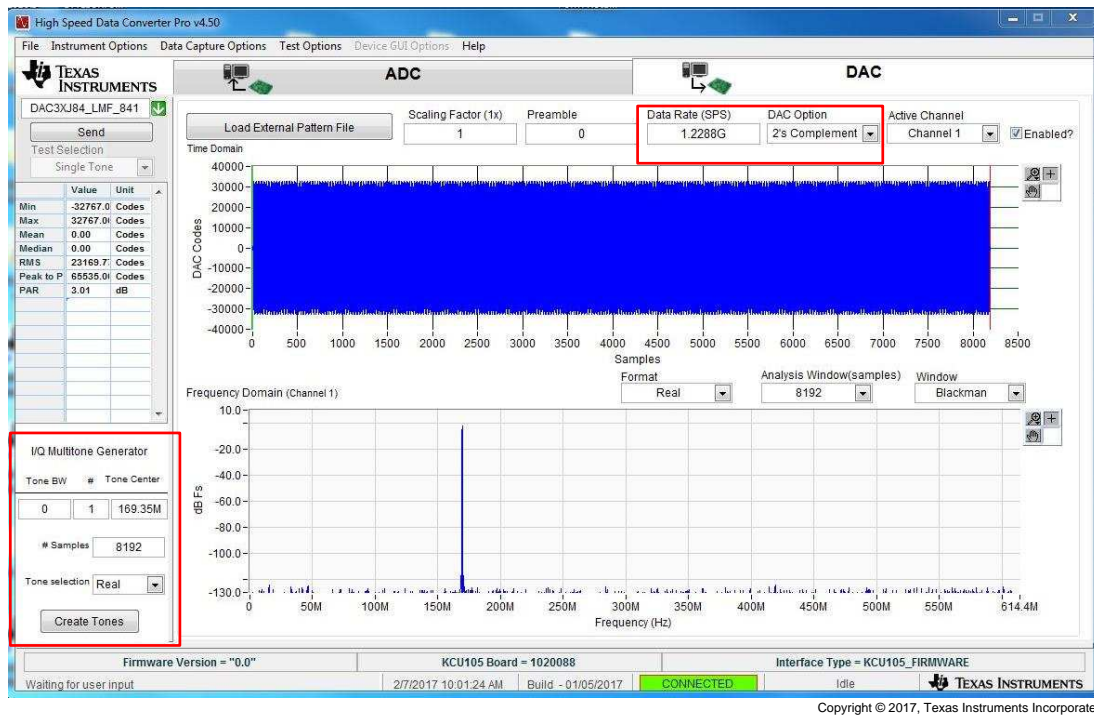 High Speed Data Converter Pro v4.50
File Instrument Options Data Capture Options Test Options Device GUI Options Help
TEXAS INSTRUMENTS
ADC
DAC
DAC3XJ84_LMF_841
Send
Test Selection
Single Tone
Load External Pattern File
Scaling Factor (1x)
1
Preamble
0
Data Rate (SPS)
1.2288G
DAC Option
2's Complement
Active Channel
Channel 1
Enabled?
Value Unit
Min -32767.0 Codes
Max 32767.0 Codes
Mean 0.00 Codes
Median 0.00 Codes
RMS 23169.7 Codes
Peak to P 65535.0 Codes
PAR 3.01 dB
Time Domain
DAC Codes
40000
30000
20000
10000
0
-10000
-20000
-30000
-40000
0 500 1000 1500 2000 2500 3000 3500 4000 4500 5000 5500 6000 6500 7000 7500 8000 8500
Samples
Frequency Domain (Channel 1)
Format
Real
Analysis Window(samples)
8192
Window
Blackman
dB Fs
10.0
-20.0
-40.0
-60.0
-80.0
-100.0
-130.0
0 50M 100M 150M 200M 250M 300M 350M 400M 450M 500M 550M 614.4M
Frequency (Hz)
I/Q Multitone Generator
Tone BW # Tone Center
0 1 169.35M
# Samples 8192
Tone selection Real
Create Tones
Firmware Version = "0.0"
KCU105 Board = 1020088
Interface Type = KCU105_FIRMWARE
Waiting for user input
2/7/2017 10:01:24 AM
Build - 01/05/2017
CONNECTED
Idle
TEXAS INSTRUMENTS
Copyright © 2017, Texas Instruments Incorporate